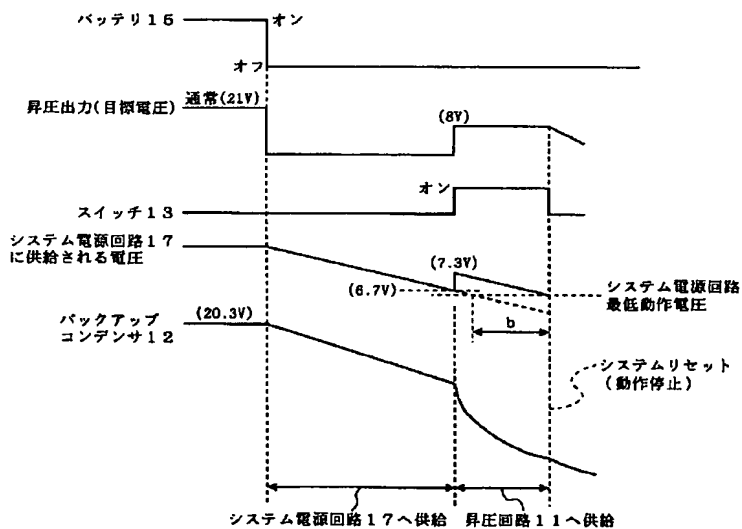 バッテリ15
オン
オフ
昇圧出力(目標電圧)
通常(21V)
(8V)
スイッチ13
オン
システム電源回路17
に供給される電圧
(7.3V)
(6.7V)
システム電源回路
最低動作電圧
b
バックアップ
コンデンサ12
(20.3V)
システムリセット
(動作停止)
システム電源回路17へ供給
昇圧回路11へ供給